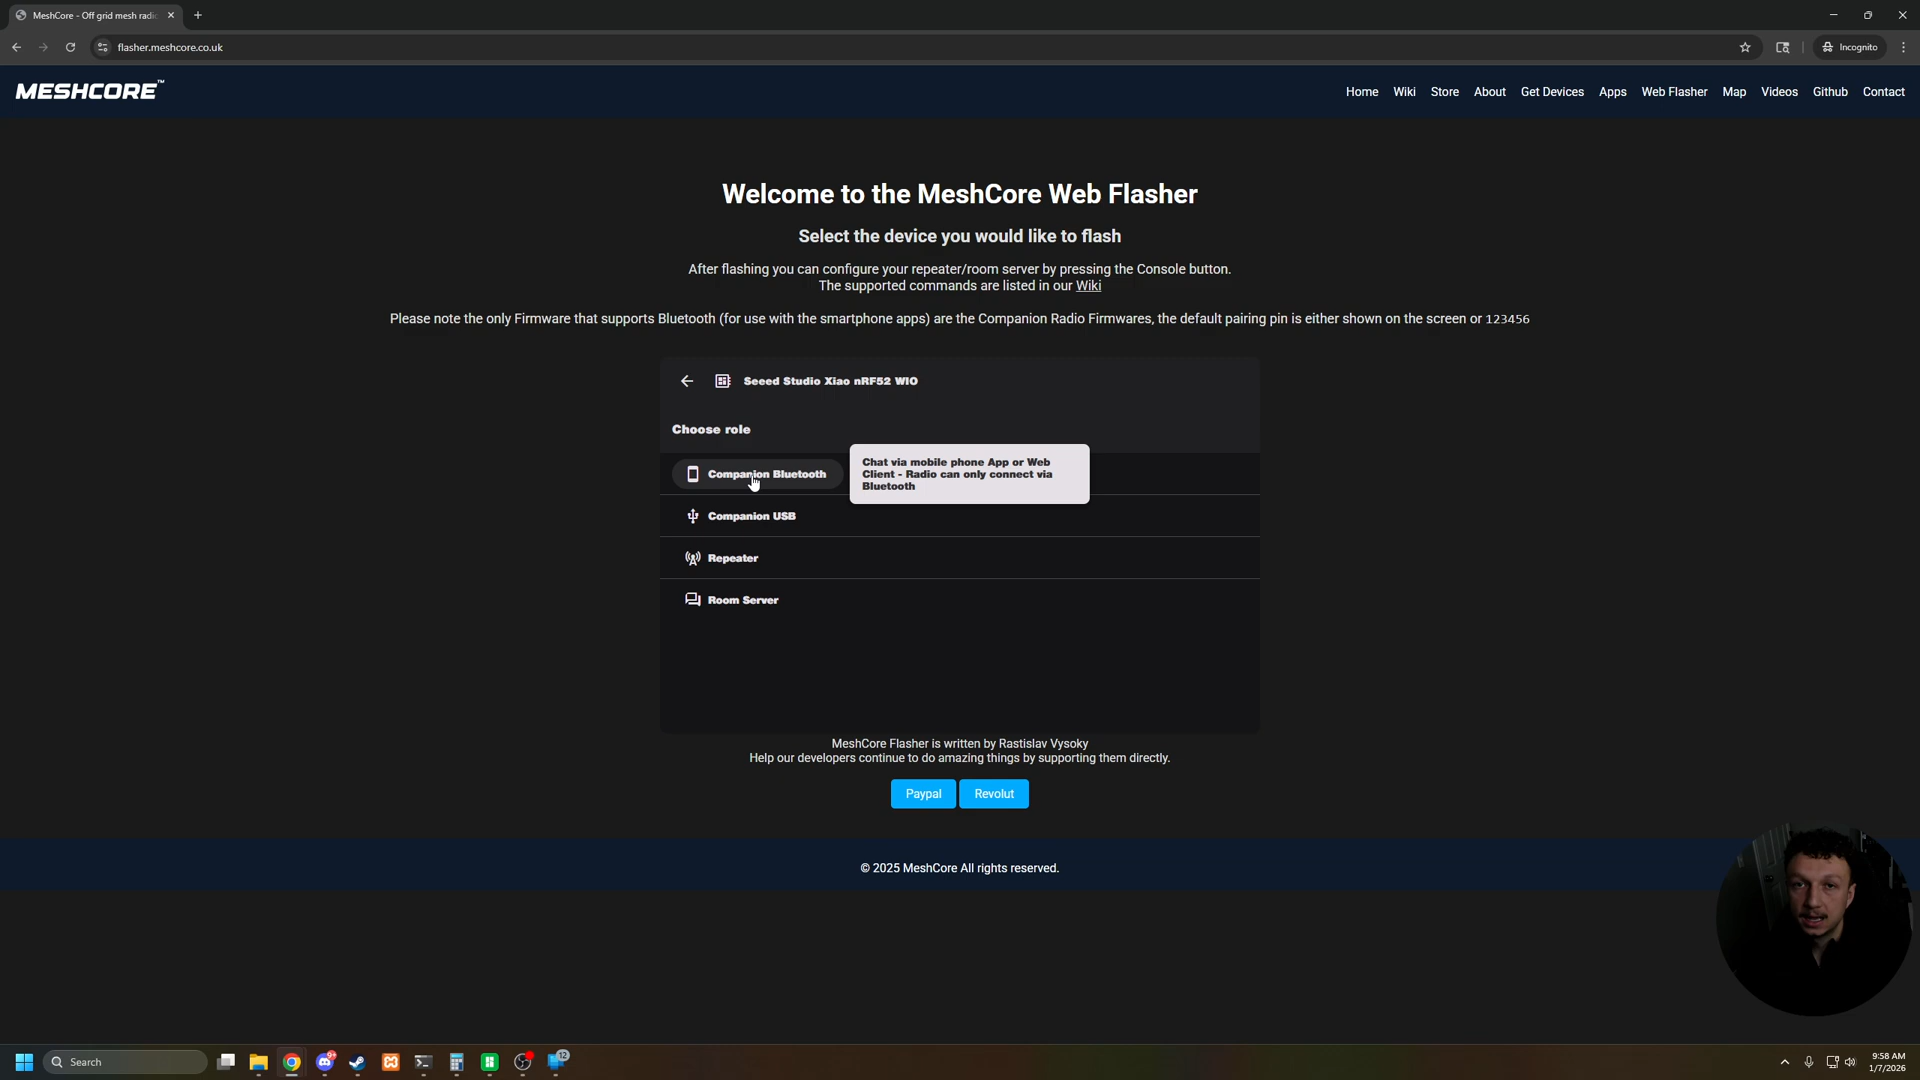 MeshCore - Off grid mesh radio
flasher.meshcore.co.uk
Incognito
MESHCORE™
Home
Wiki
Store
About
Get Devices
Apps
Web Flasher
Map
Videos
Github
Contact
Welcome to the MeshCore Web Flasher
Select the device you would like to flash
After flashing you can configure your repeater/room server by pressing the Console button.
The supported commands are listed in our Wiki
Please note the only Firmware that supports Bluetooth (for use with the smartphone apps) are the Companion Radio Firmwares, the default pairing pin is either shown on the screen or 123456
Seeed Studio Xiao nRF52 WIO
Choose role
Companion Bluetooth
Chat via mobile phone App or Web
Client - Radio can only connect via
Bluetooth
Companion USB
Repeater
Room Server
MeshCore Flasher is written by Rastislav Vysoky
Help our developers continue to do amazing things by supporting them directly.
Paypal
Revolut
© 2025 MeshCore All rights reserved.
Search
9+
12
9:58 AM
1/7/2026